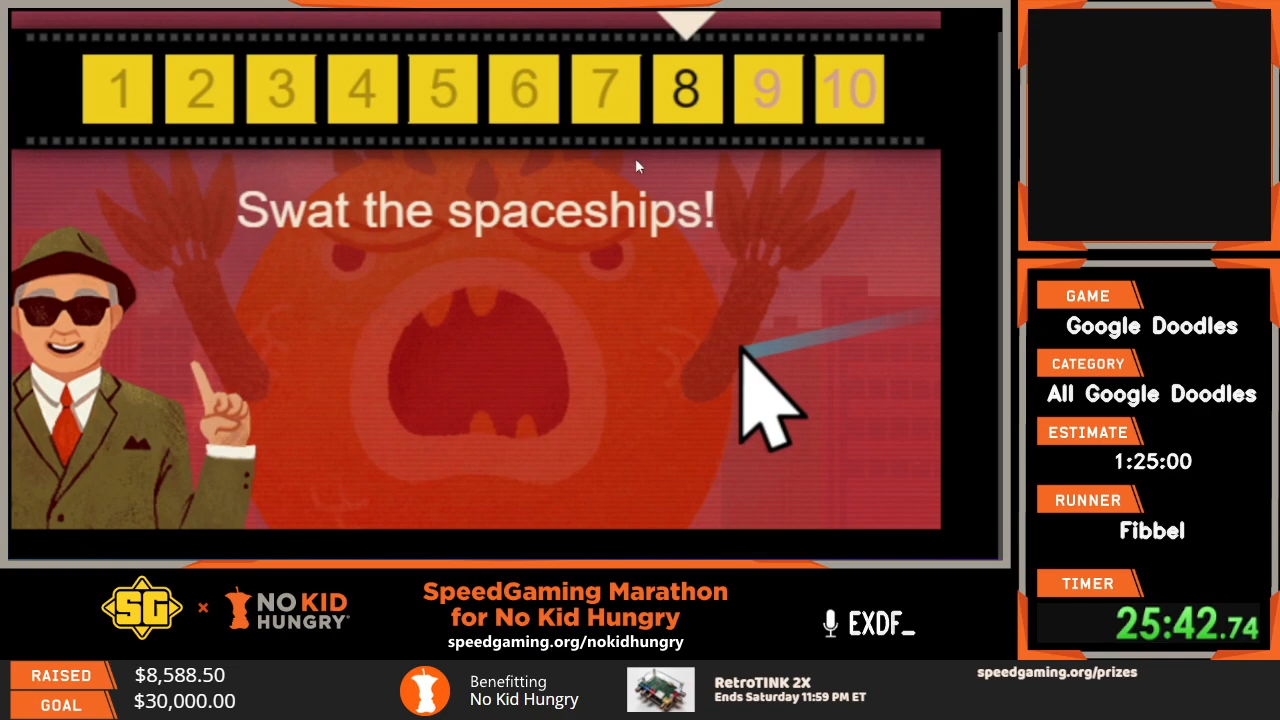 1 2 3 4 5 6 7 8 9 10
Swat the spaceships!
GAME
Google Doodles
CATEGORY
All Google Doodles
ESTIMATE
1:25:00
RUNNER
Fibbel
TIMER
25:42.74
SG × NO KID HUNGRY
SpeedGaming Marathon
for No Kid Hungry
speedgaming.org/nokidhungry
EXDF_
RAISED $8,588.50
GOAL $30,000.00
Benefitting
No Kid Hungry
RetroTINK 2X
Ends Saturday 11:59 PM ET
speedgaming.org/prizes